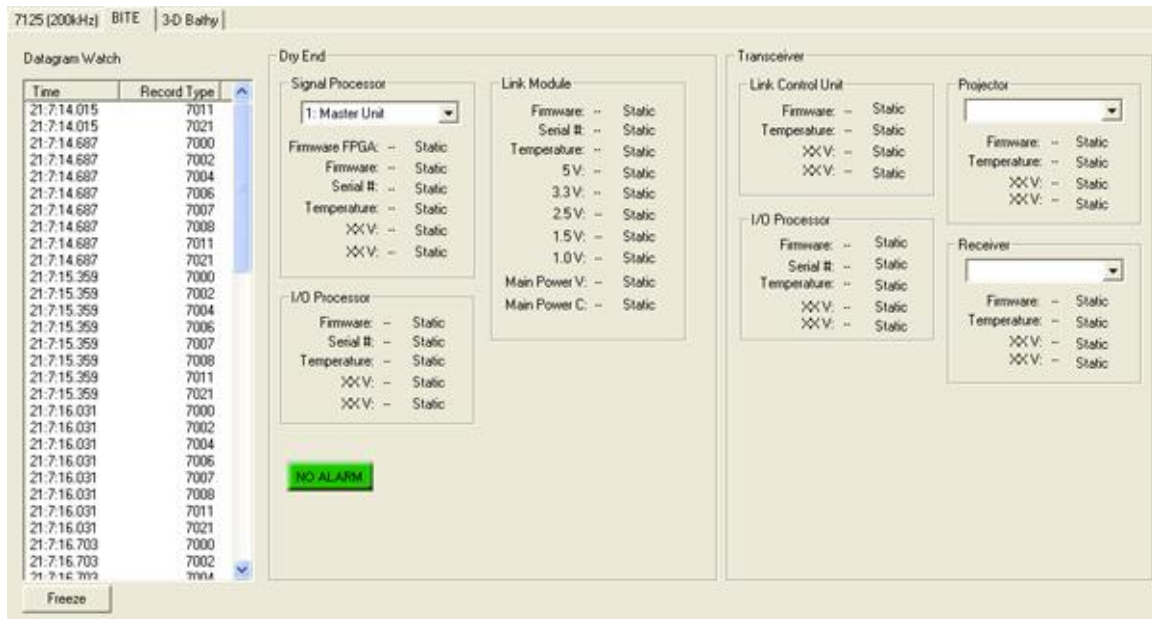 7125 (200kHz) BITE 3-D Bathy
Datagram Watch
Time Record Type
21:7:14.015 7011
21:7:14.015 7021
21:7:14.687 7000
21:7:14.687 7002
21:7:14.687 7004
21:7:14.687 7006
21:7:14.687 7007
21:7:14.687 7008
21:7:14.687 7011
21:7:14.687 7021
21:7:15.359 7000
21:7:15.359 7002
21:7:15.359 7004
21:7:15.359 7006
21:7:15.359 7007
21:7:15.359 7008
21:7:15.359 7011
21:7:15.359 7021
21:7:16.031 7000
21:7:16.031 7002
21:7:16.031 7004
21:7:16.031 7006
21:7:16.031 7007
21:7:16.031 7008
21:7:16.031 7011
21:7:16.031 7021
21:7:16.703 7000
21:7:16.703 7002
21:7:16.703 7004
Freeze
Dry End
Signal Processor
1: Master Unit
Firmware FPGA: -- Static
Firmware: -- Static
Serial #: -- Static
Temperature: -- Static
XX V: -- Static
XX V: -- Static
I/O Processor
Firmware: -- Static
Serial #: -- Static
Temperature: -- Static
XX V: -- Static
XX V: -- Static
NO ALARM
Link Module
Firmware: -- Static
Serial #: -- Static
Temperature: -- Static
5 V: -- Static
3.3 V: -- Static
2.5 V: -- Static
1.5 V: -- Static
1.0 V: -- Static
Main Power V: -- Static
Main Power C: -- Static
Transceiver
Link Control Unit
Firmware: -- Static
Temperature: -- Static
XX V: -- Static
XX V: -- Static
I/O Processor
Firmware: -- Static
Serial #: -- Static
Temperature: -- Static
XX V: -- Static
XX V: -- Static
Projector
Firmware: -- Static
Temperature: -- Static
XX V: -- Static
XX V: -- Static
Receiver
Firmware: -- Static
Temperature: -- Static
XX V: -- Static
XX V: -- Static